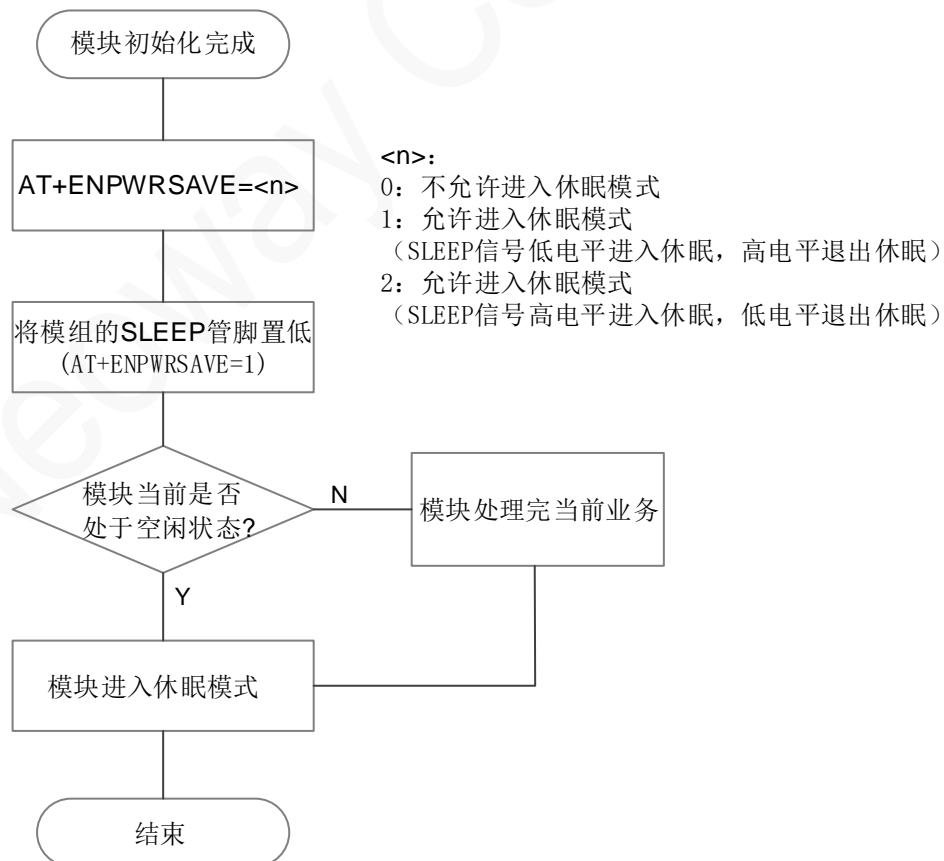 模块初始化完成
AT+ENPWRSAVE=<n>
<n>：
0：不允许进入休眠模式
1：允许进入休眠模式
（SLEEP信号低电平进入休眠，高电平退出休眠）
2：允许进入休眠模式
（SLEEP信号高电平进入休眠，低电平退出休眠）
将模组的SLEEP管脚置低
(AT+ENPWRSAVE=1)
模块当前是否
处于空闲状态?
N
模块处理完当前业务
Y
模块进入休眠模式
结束